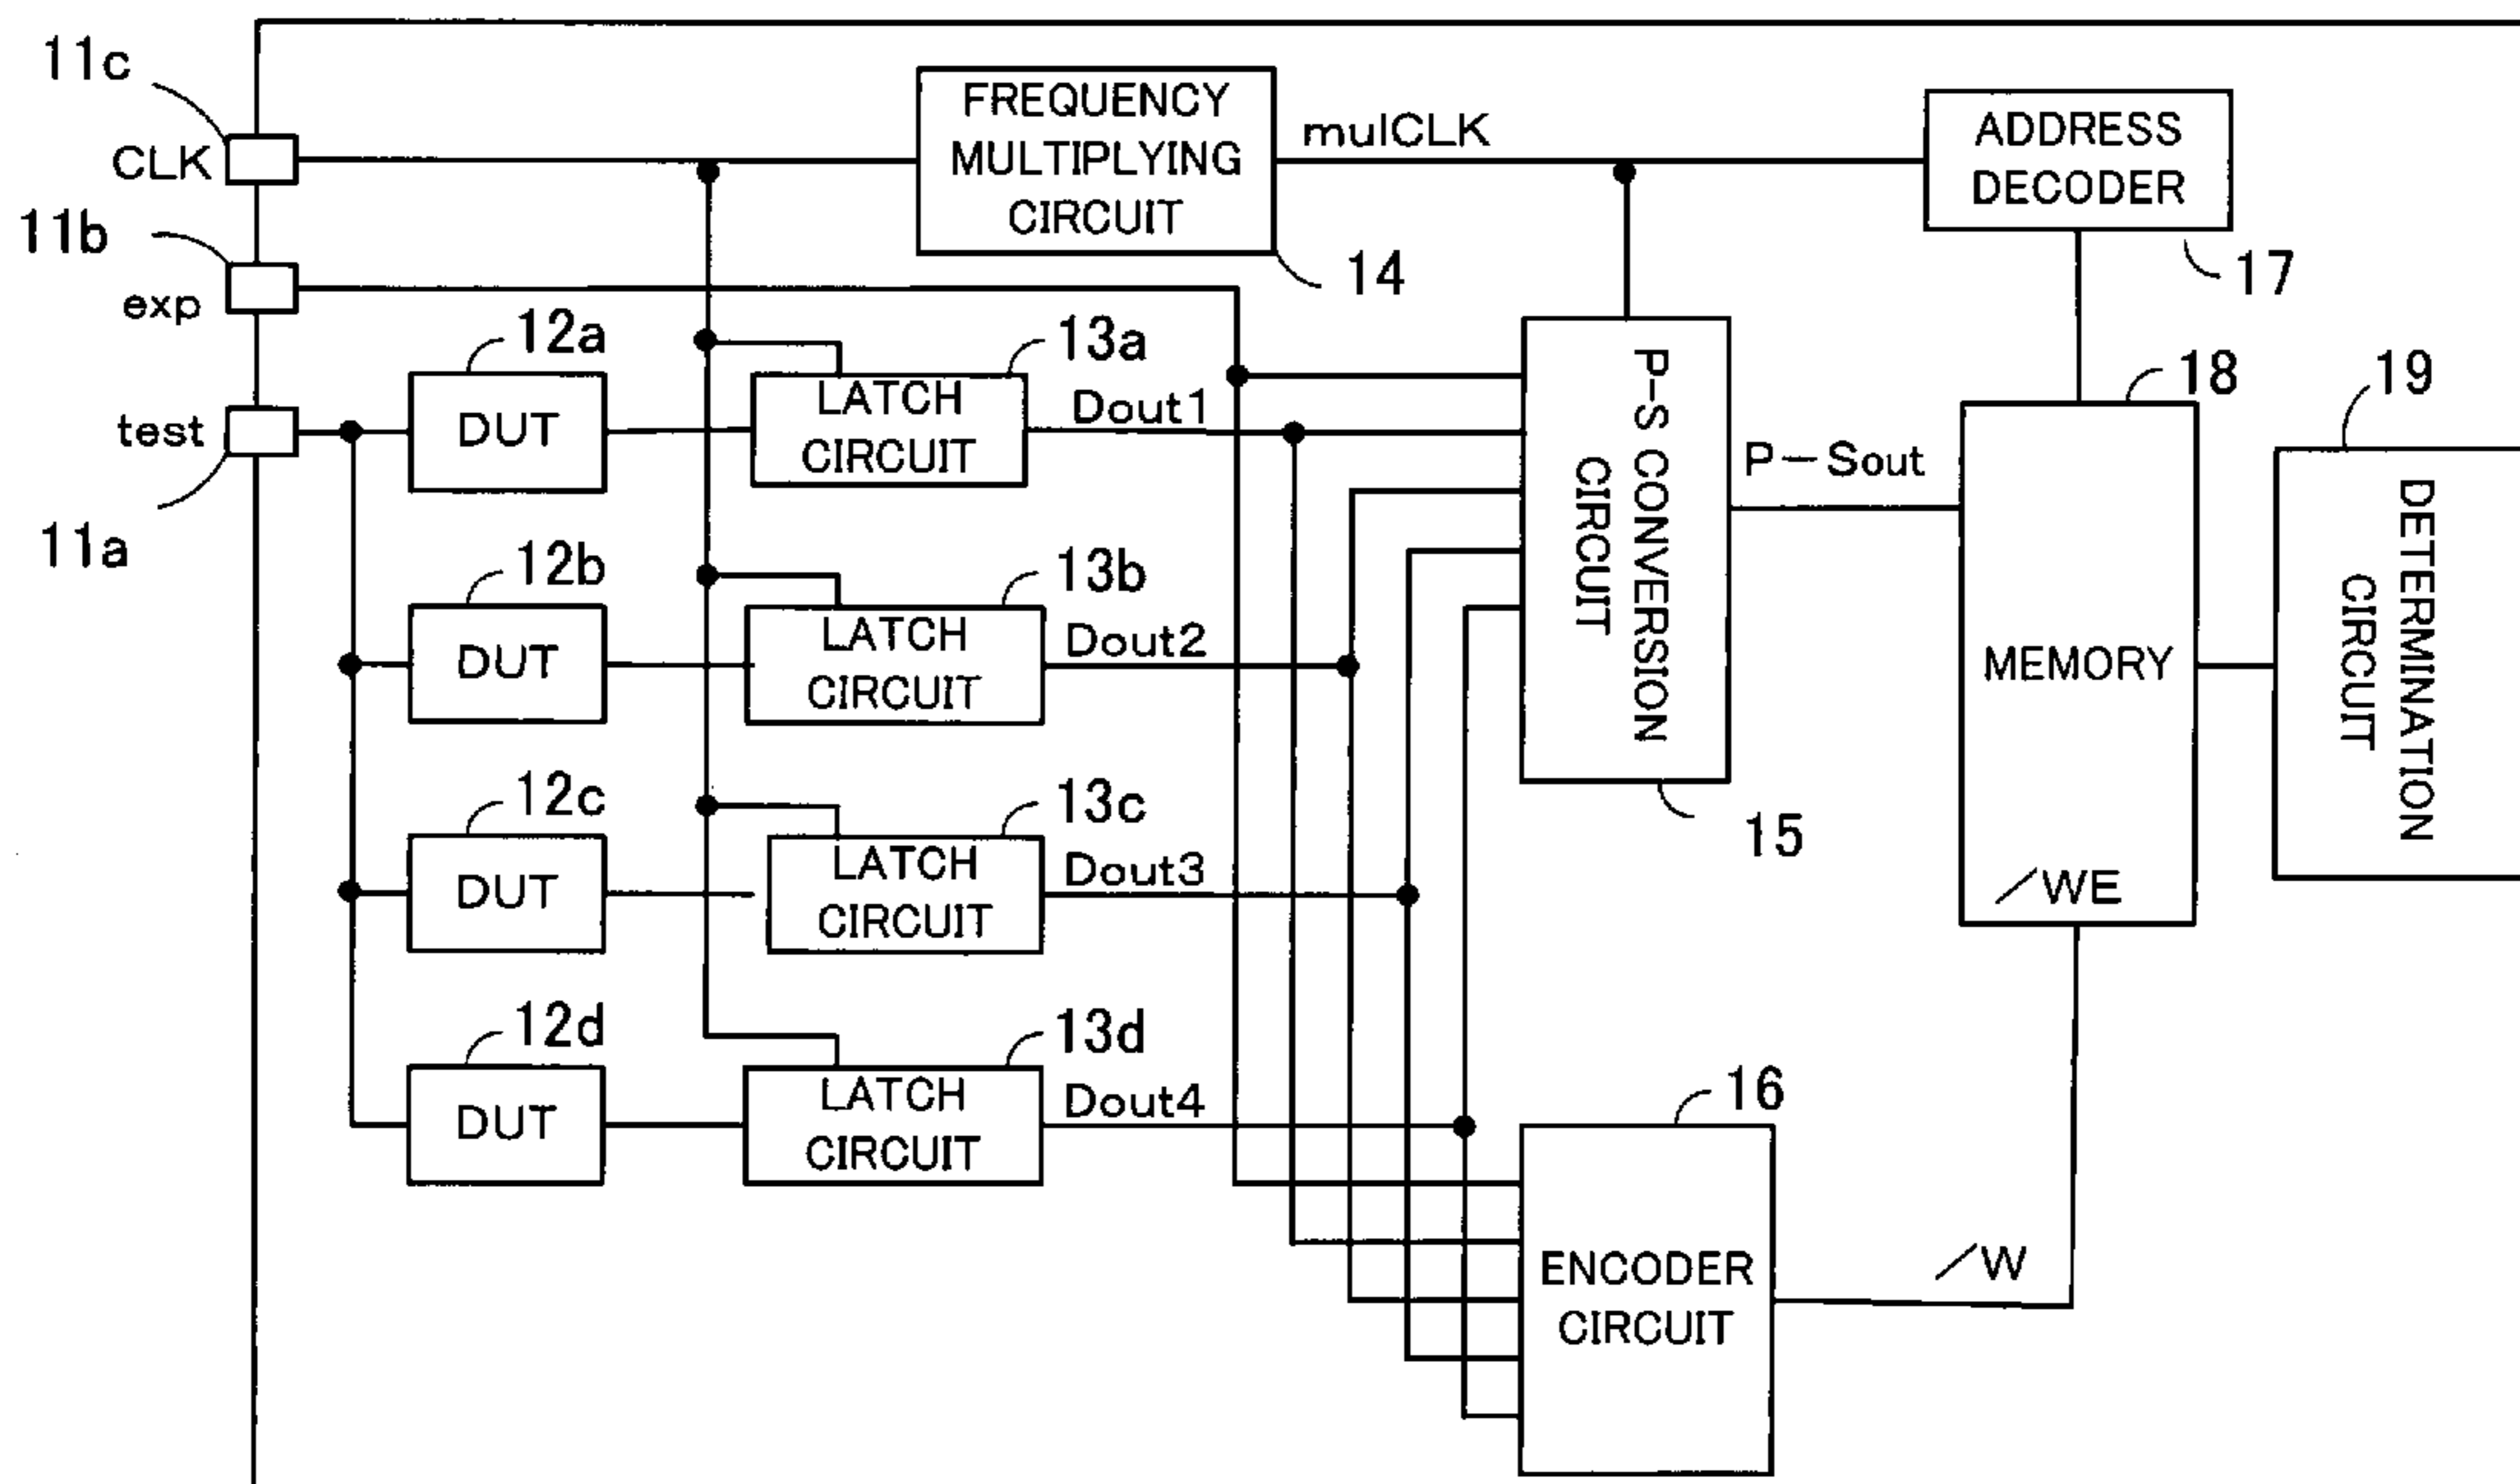 11c
CLK
FREQUENCY
MULTIPLYING
CIRCUIT
14
mulCLK
ADDRESS
DECODER
17
11b
exp
test
11a
12a
DUT
13a
LATCH
CIRCUIT
Dout1
12b
DUT
13b
LATCH
CIRCUIT
Dout2
12c
DUT
13c
LATCH
CIRCUIT
Dout3
12d
DUT
13d
LATCH
CIRCUIT
Dout4
P-S CONVERSION
CIRCUIT
15
P-Sout
18
MEMORY
/WE
19
DETERMINATION
CIRCUIT
16
ENCODER
CIRCUIT
/W